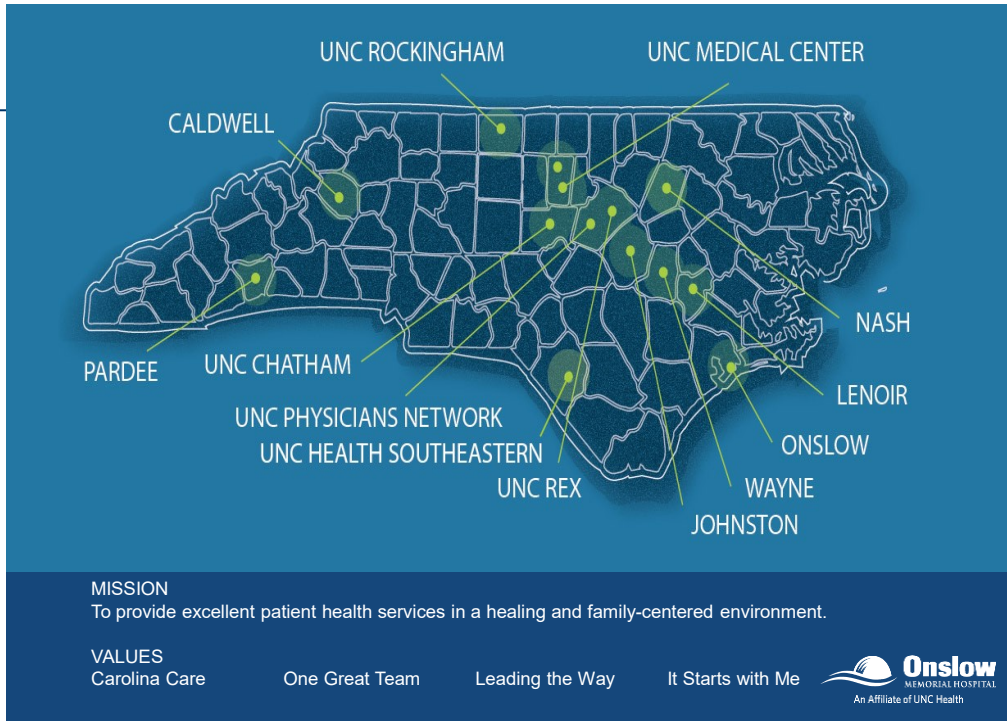 UNC ROCKINGHAM
UNC MEDICAL CENTER
CALDWELL
NASH
PARDEE
UNC CHATHAM
LENOIR
UNC PHYSICIANS NETWORK
ONSLOW
UNC HEALTH SOUTHEASTERN
UNC REX
WAYNE
JOHNSTON
MISSION
To provide excellent patient health services in a healing and family-centered environment.
VALUES
Carolina Care
One Great Team
Leading the Way
It Starts with Me
Onslow
MEMORIAL HOSPITAL
An Affiliate of UNC Health